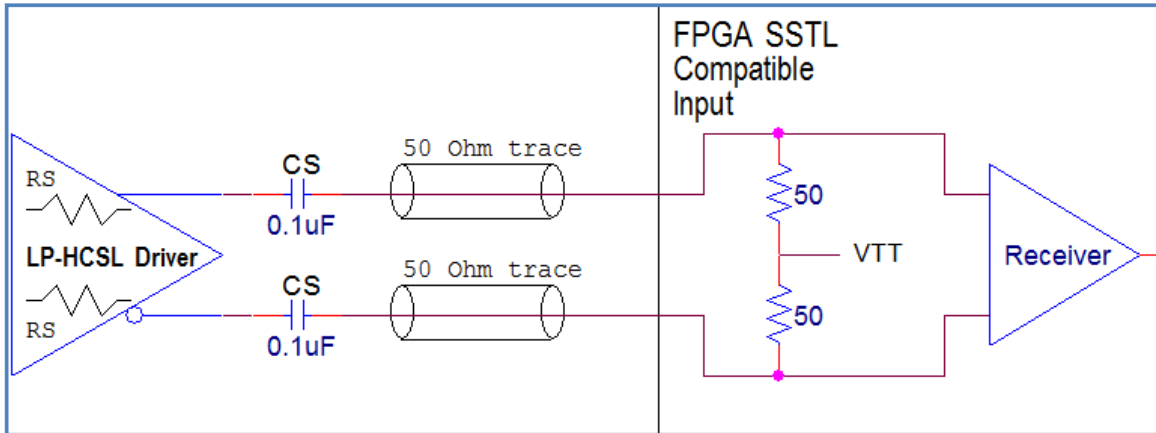 FPGA SSTL
Compatible
Input
50 Ohm trace
CS
RS
0.1uF
50
LP-HCSL Driver
VTT
Receiver
50 Ohm trace
CS
50
RS
0.1uF